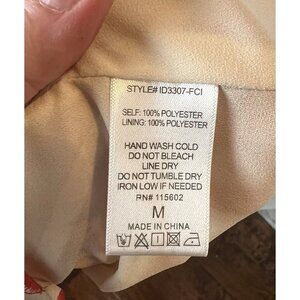 STYLE# ID3307-FCI
SELF: 100% POLYESTER
LINING: 100% POLYESTER
HAND WASH COLD
DO NOT BLEACH
LINE DRY
DO NOT TUMBLE DRY
IRON LOW IF NEEDED
RN# 115602
M
MADE IN CHINA